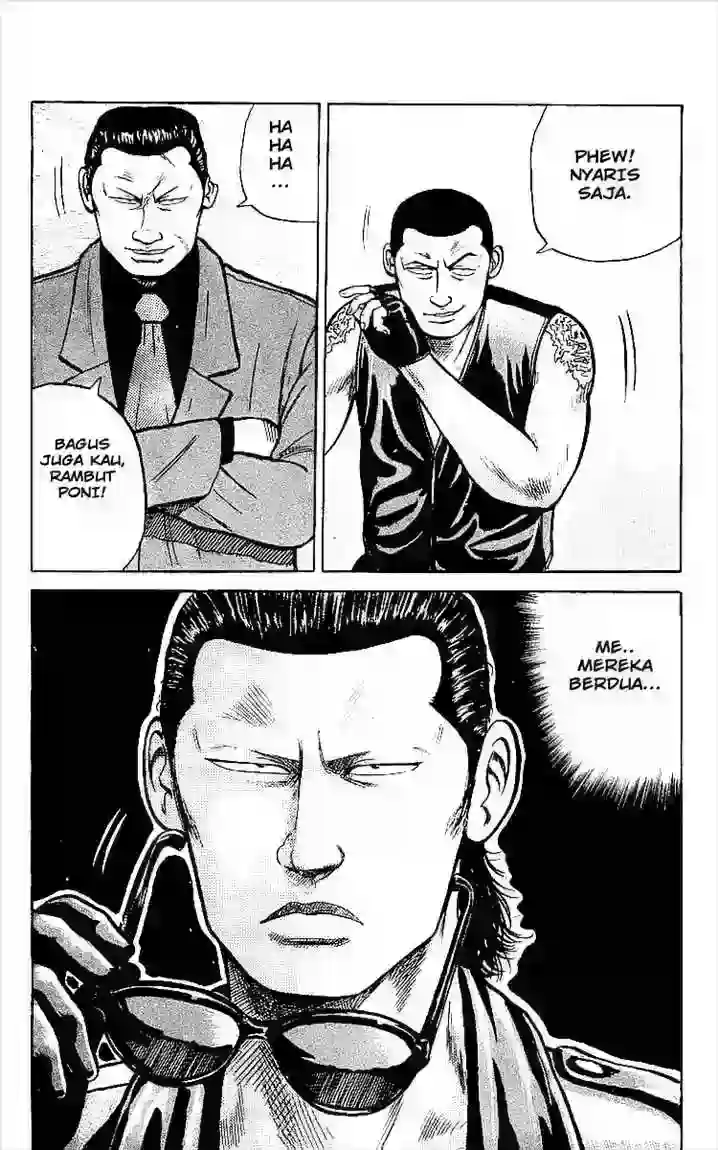 PHEW!
NYARIS
SAJA.
HA
HA
HA
...
BAGUS
JUGA KAU,
RAMBUT
PONI!
ME..
MEREKA
BERDUA...